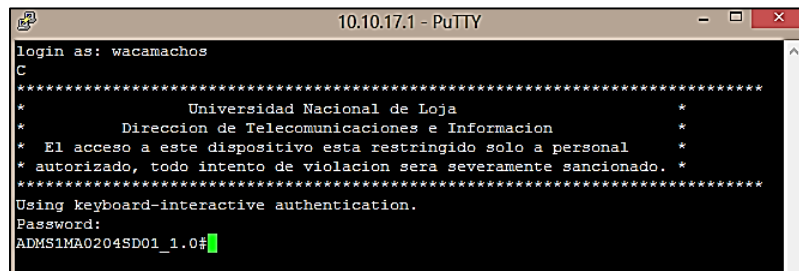 10.10.17.1 - PuTTY
login as: wacamachos
C
******************************************************************************
*                 Universidad Nacional de Loja                        *
*          Direccion de Telecomunicaciones e Informacion              *
*  El acceso a este dispositivo esta restringido solo a personal      *
* autorizado, todo intento de violacion sera severamente sancionado. *
******************************************************************************
Using keyboard-interactive authentication.
Password:
ADMS1MA0204SD01_1.0#